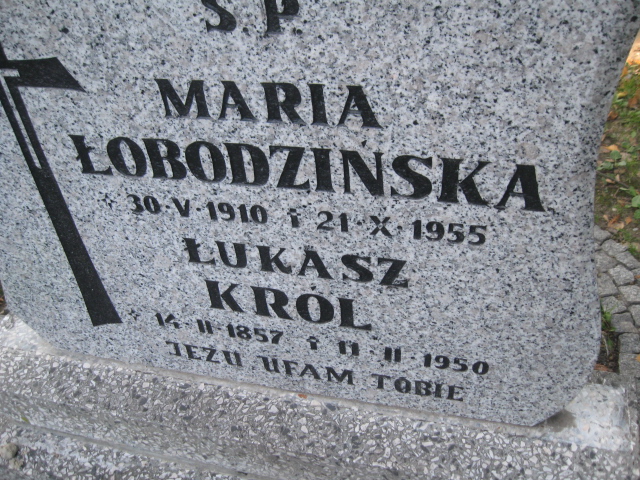 Ś P
MARIA
ŁOBODZIŃSKA
* 30·V·1910 † 21·X·1955
ŁUKASZ
KRÓL
* 14·II·1857 † 11·II·1950
JEZU UFAM TOBIE